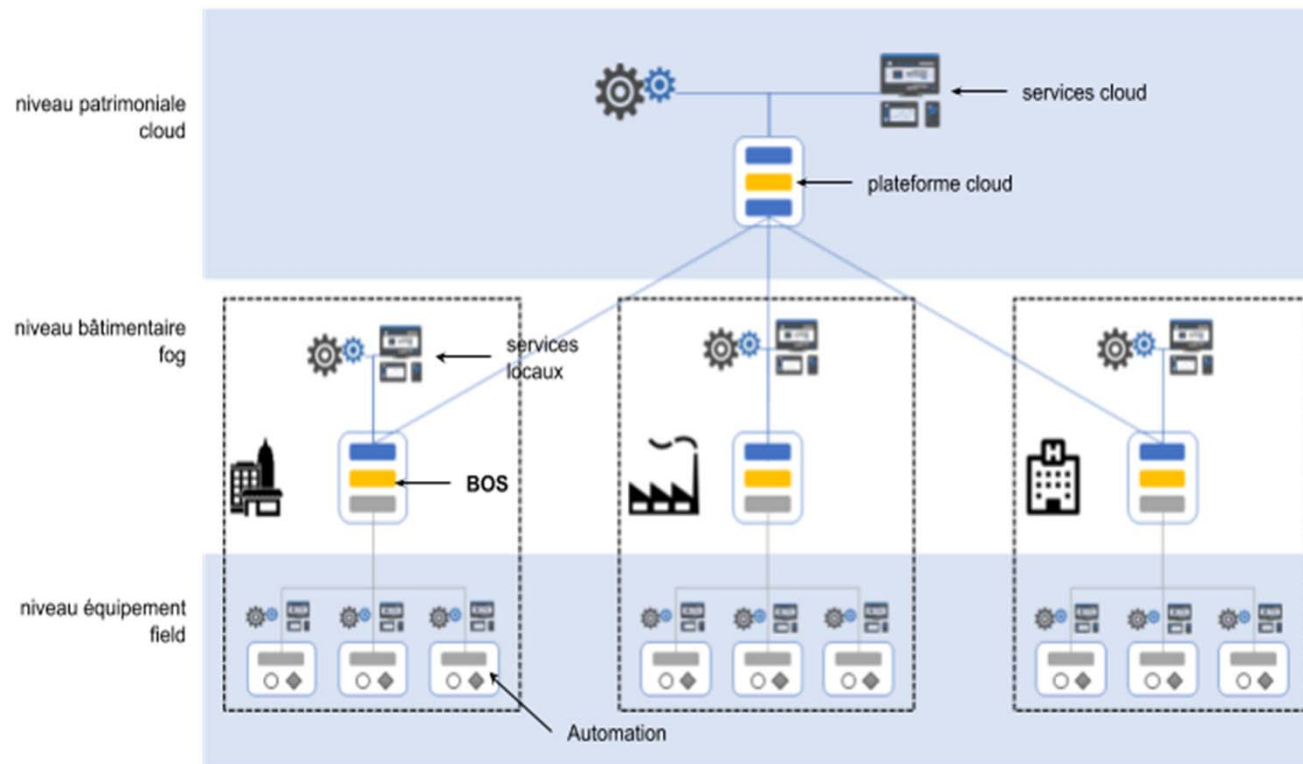 niveau patrimoniale
cloud
services cloud
plateforme cloud
niveau bâtimentaire
fog
services
locaux
H
BOS
niveau équipement
field
Automation